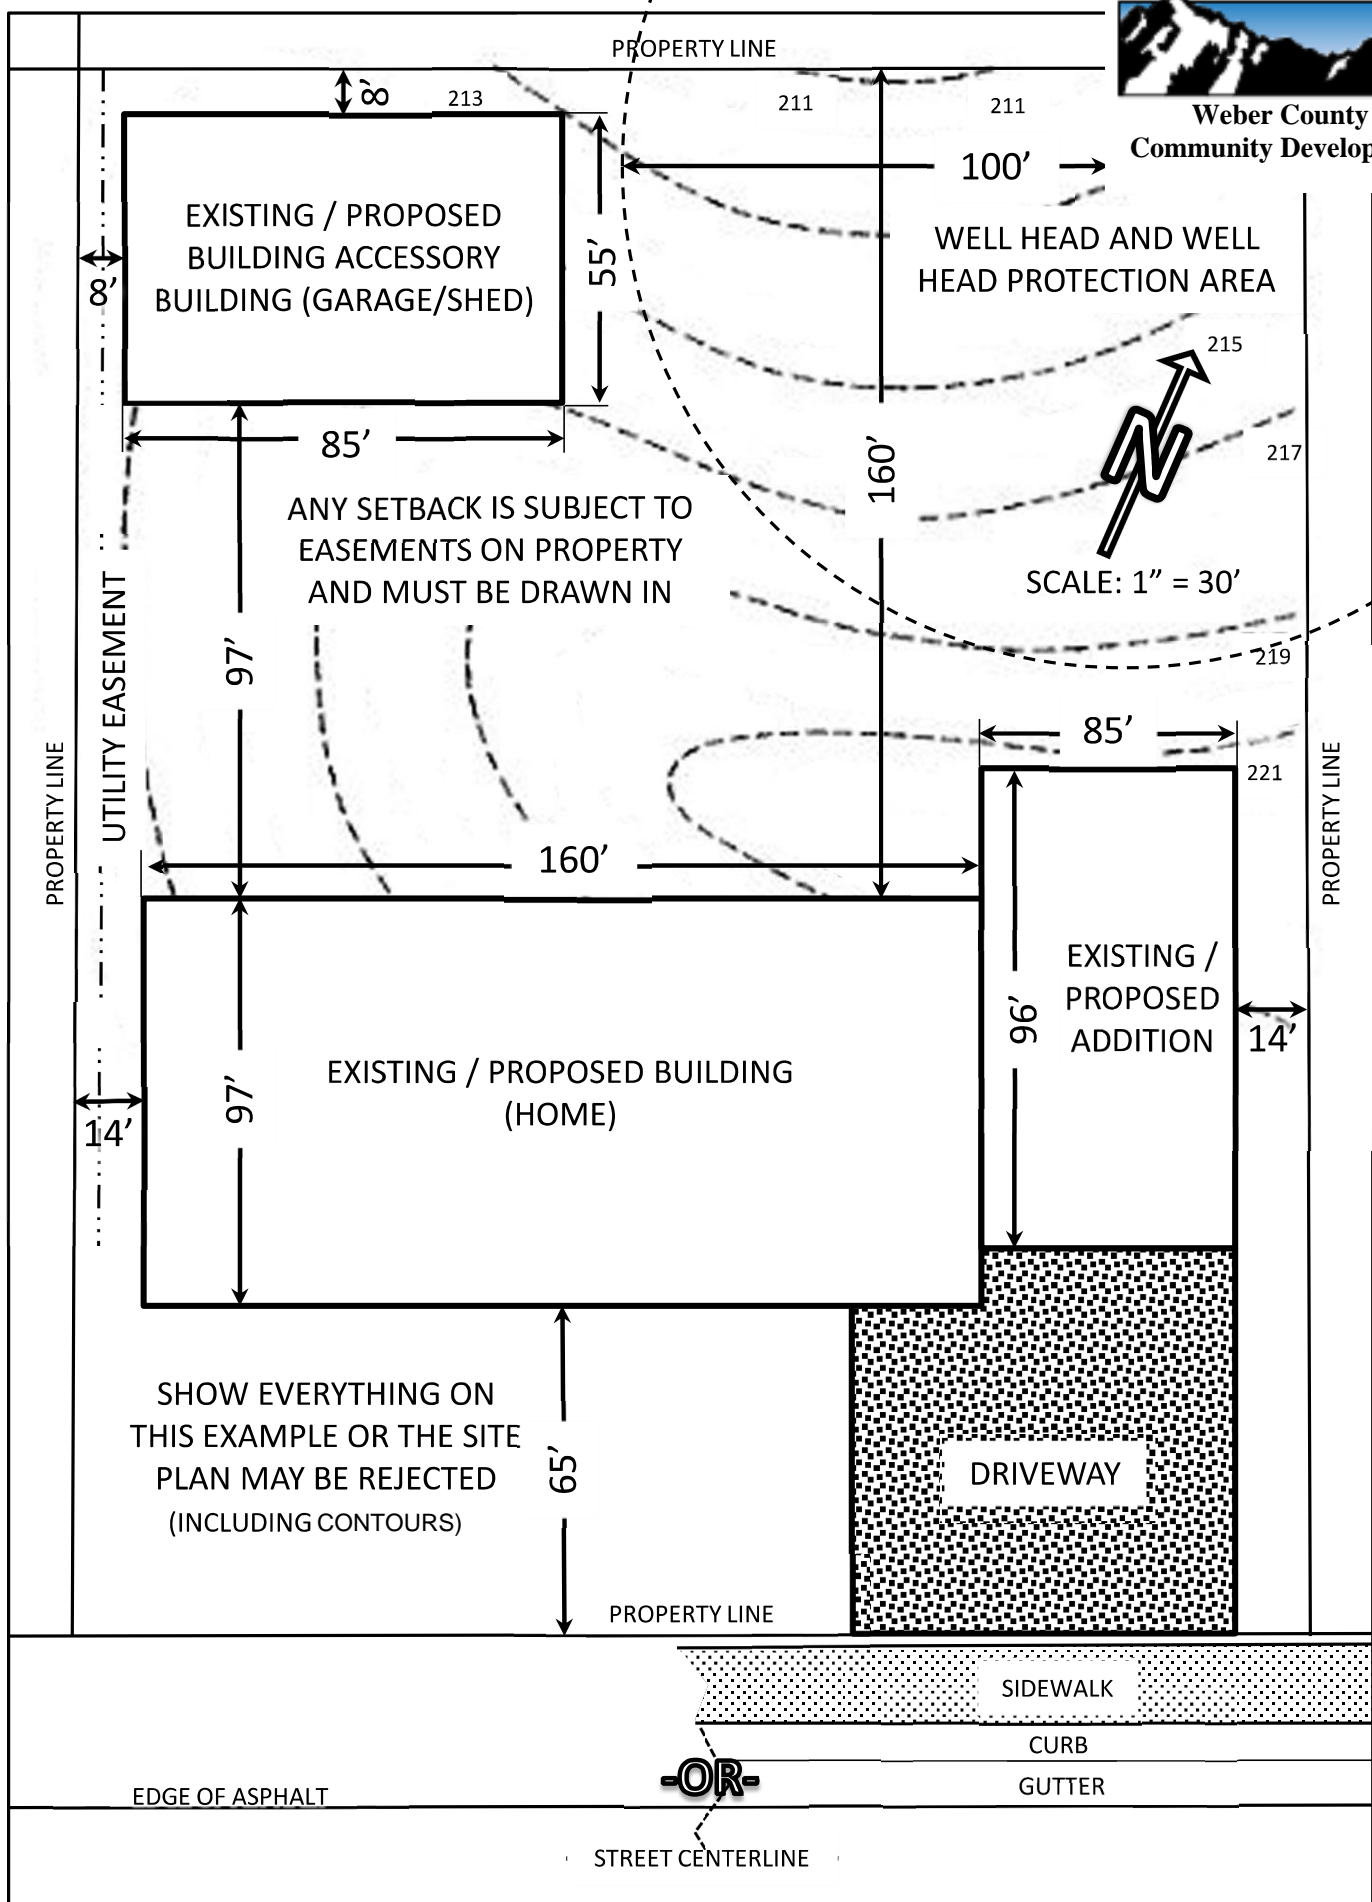 PROPERTY LINE
Weber County
Community Develop
8’
213
211
211
100’
EXISTING / PROPOSED
BUILDING ACCESSORY
BUILDING (GARAGE/SHED)
55’
8’
WELL HEAD AND WELL
HEAD PROTECTION AREA
215
N
217
85’
160’
ANY SETBACK IS SUBJECT TO
EASEMENTS ON PROPERTY
AND MUST BE DRAWN IN
SCALE: 1” = 30’
UTILITY EASEMENT
97’
219
85’
221
PROPERTY LINE
PROPERTY LINE
160’
EXISTING /
PROPOSED
ADDITION
96’
14’
EXISTING / PROPOSED BUILDING
(HOME)
97’
14’
SHOW EVERYTHING ON
THIS EXAMPLE OR THE SITE
PLAN MAY BE REJECTED
(INCLUDING CONTOURS)
65’
DRIVEWAY
PROPERTY LINE
SIDEWALK
CURB
-OR-
GUTTER
EDGE OF ASPHALT
STREET CENTERLINE